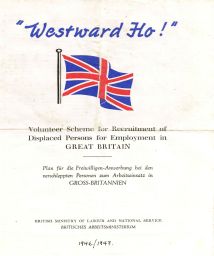 "Westward Ho!"
Volunteer Scheme for Recruitment of
Displaced Persons for Employment in
GREAT BRITAIN
Plan für die Freiwilligen-Anwerbung bei den
verschleppten Personen zum Arbeitseinsatz in
GROSS-BRITANNIEN
BRITISH MINISTRY OF LABOUR AND NATIONAL SERVICE
BRITISCHES ARBEITSMINISTERIUM
1946/1947.